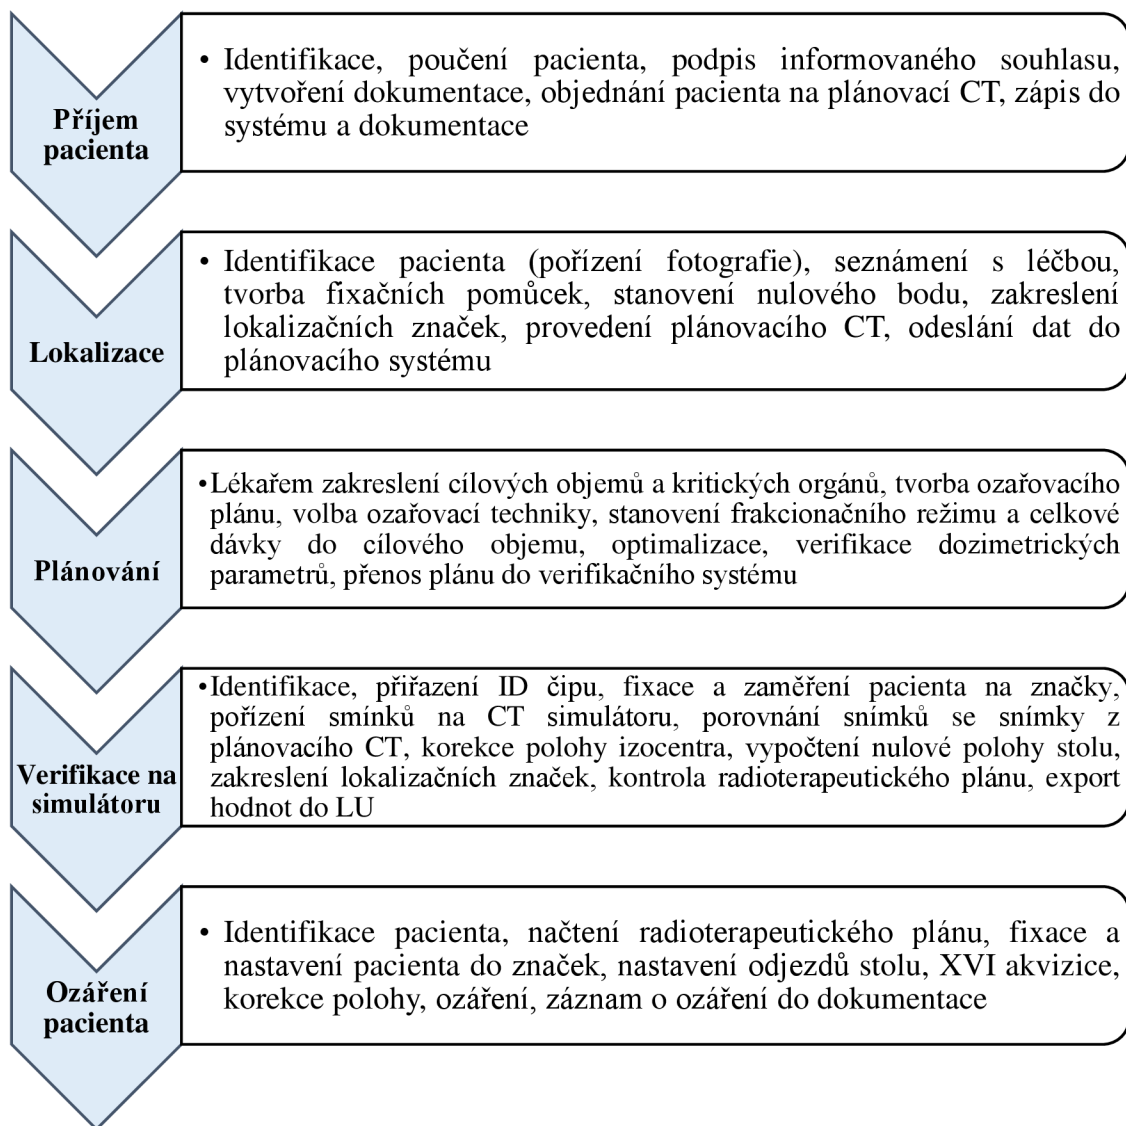 Příjem
pacienta
• Identifikace, poučení pacienta, podpis informovaného souhlasu,
vytvoření dokumentace, objednání pacienta na plánovací CT, zápis do
systému a dokumentace
Lokalizace
• Identifikace pacienta (pořízení fotografie), seznámení s léčbou,
tvorba fixačních pomůcek, stanovení nulového bodu, zakreslení
lokalizačních značek, provedení plánovacího CT, odeslání dat do
plánovacího systému
Plánování
•Lékařem zakreslení cílových objemů a kritických orgánů, tvorba ozařovacího
plánu, volba ozařovací techniky, stanovení frakcionačního režimu a celkové
dávky do cílového objemu, optimalizace, verifikace dozimetrických
parametrů, přenos plánu do verifikačního systému
Verifikace na
simulátoru
•Identifikace, přiřazení ID čipu, fixace a zaměření pacienta na značky,
pořízení smínků na CT simulátoru, porovnání snímků se snímky z
plánovacího CT, korekce polohy izocentra, vypočtení nulové polohy stolu,
zakreslení lokalizačních značek, kontrola radioterapeutického plánu, export
hodnot do LU
Ozáření
pacienta
• Identifikace pacienta, načtení radioterapeutického plánu, fixace a
nastavení pacienta do značek, nastavení odjezdů stolu, XVI akvizice,
korekce polohy, ozáření, záznam o ozáření do dokumentace